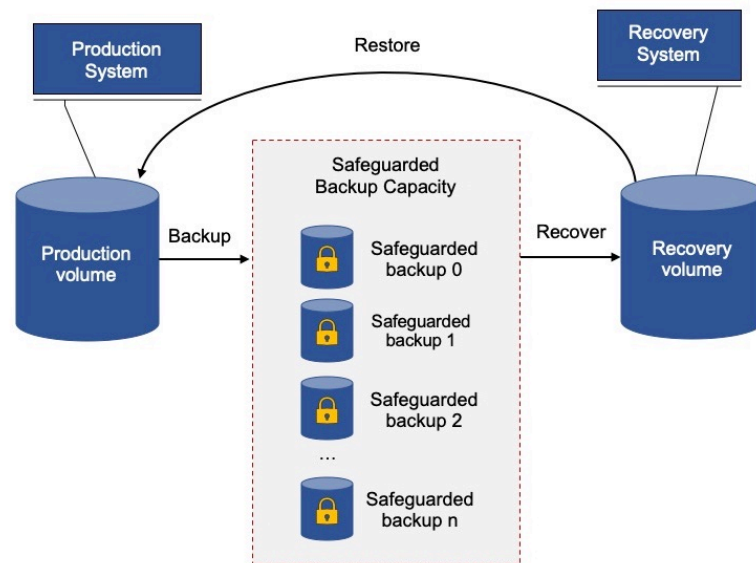 Production
System
Restore
Recovery
System
Safeguarded
Backup Capacity
Production
volume
Backup
Safeguarded
backup 0
Safeguarded
backup 1
Safeguarded
backup 2
...
Safeguarded
backup n
Recover
Recovery
volume